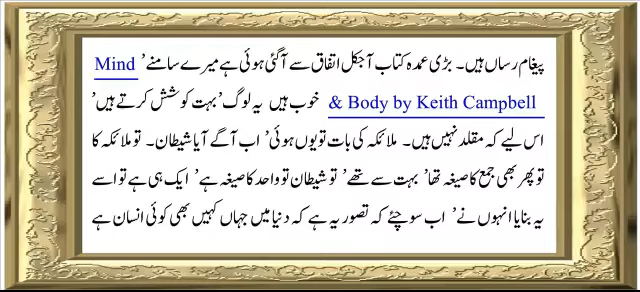 پیغام رساں ہیں۔ بڑی عمدہ کتاب آجکل اتفاق سے آگئی ہوئی ہے میرے سامنے’ Mind
& Body by Keith Campbell خوب ہیں یہ لوگ’ بہت کوشش کرتے ہیں’
اس لیے کہ مقلد نہیں ہیں۔ ملائکہ کی بات تو یوں ہوئی’ اب آگے آیا شیطان۔ تو ملائکہ کا
تو پھر بھی جمع کا صیغہ تھا’ بہت سے تھے’ تو شیطان تو واحد کا صیغہ ہے’ ایک ہی ہے تو اسے
یہ بنایا انہوں نے’ اب سوچئے کہ تصور یہ ہے کہ دنیا میں جہاں کہیں بھی کوئی انسان ہے